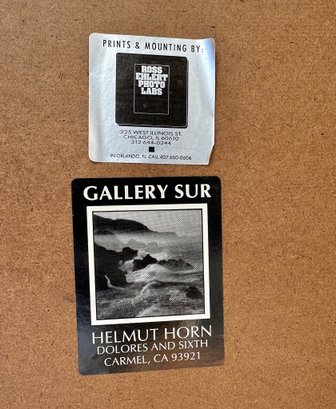 PRINTS & MOUNTING BY:
ROSS
EHLERT
PHOTO
LABS
225 WEST ILLINOIS ST.
CHICAGO, IL 60610
312 644-0244
IN ORLANDO, FL CALL 407 660-0606
GALLERY SUR
HELMUT HORN
DOLORES AND SIXTH
CARMEL, CA 93921